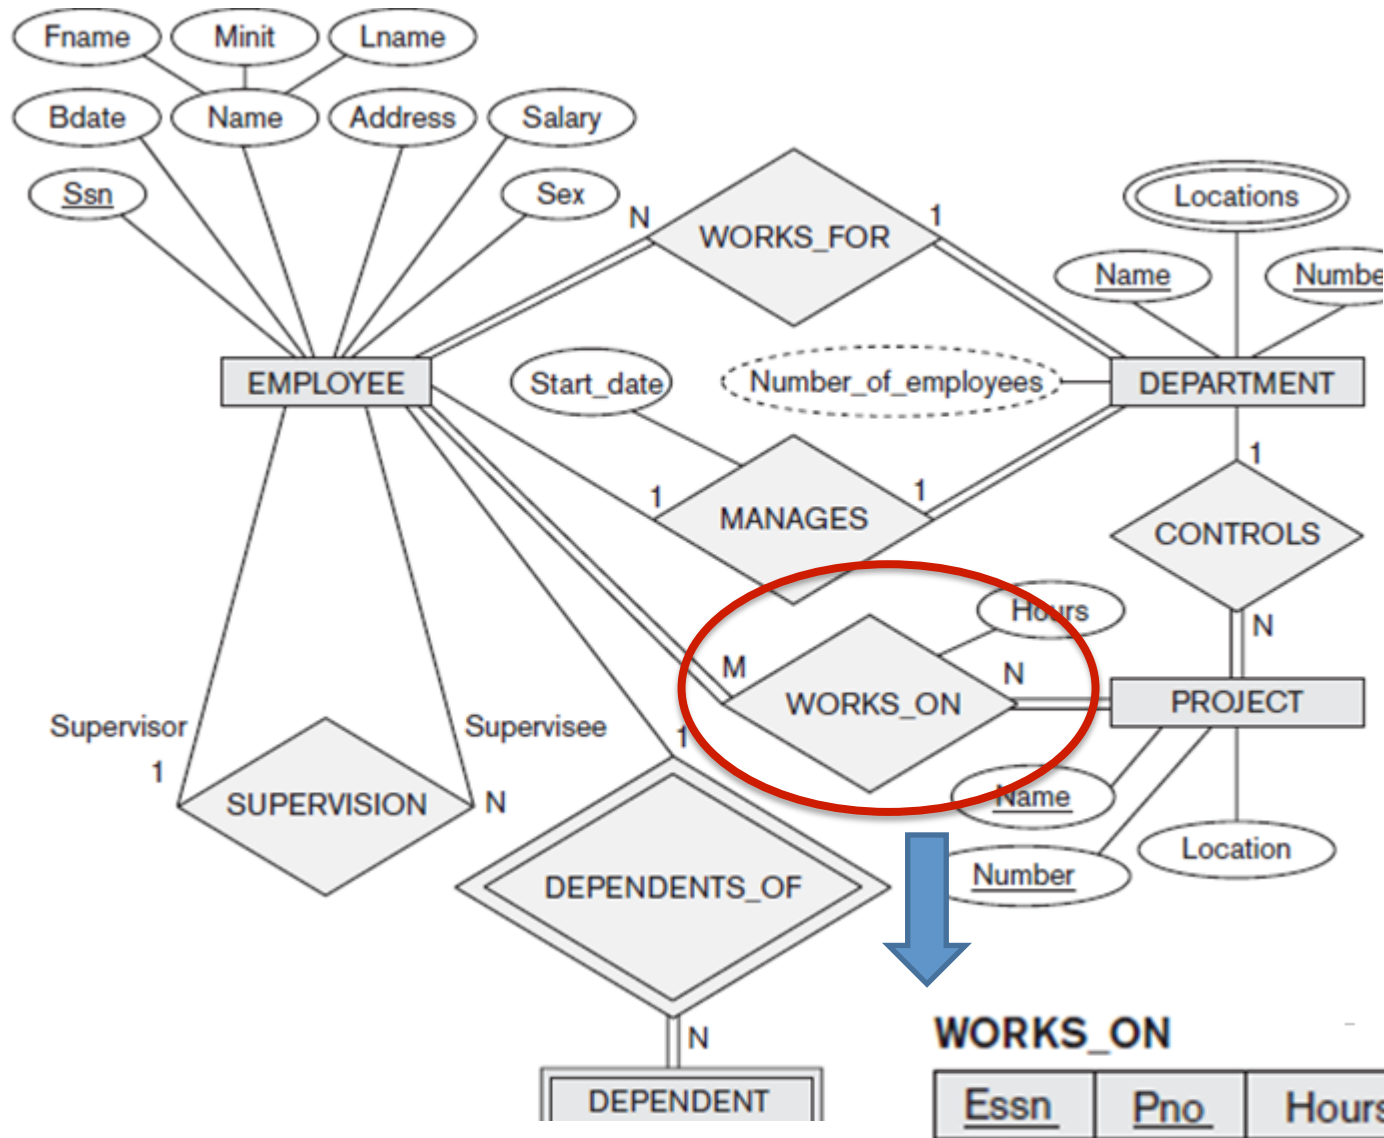 Fname Minit Lname
Bdate Name Address Salary
Ssn Sex
Locations
N WORKS_FOR 1
Name Numbe
EMPLOYEE Start_date Number_of_employees DEPARTMENT
1
1 MANAGES 1
CONTROLS
Hours N
M N
WORKS_ON PROJECT
Supervisor Supervisee 1
1 SUPERVISION N
Name
Location
DEPENDENTS_OF Number
WORKS_ON
N
DEPENDENT Essn Pno Hours